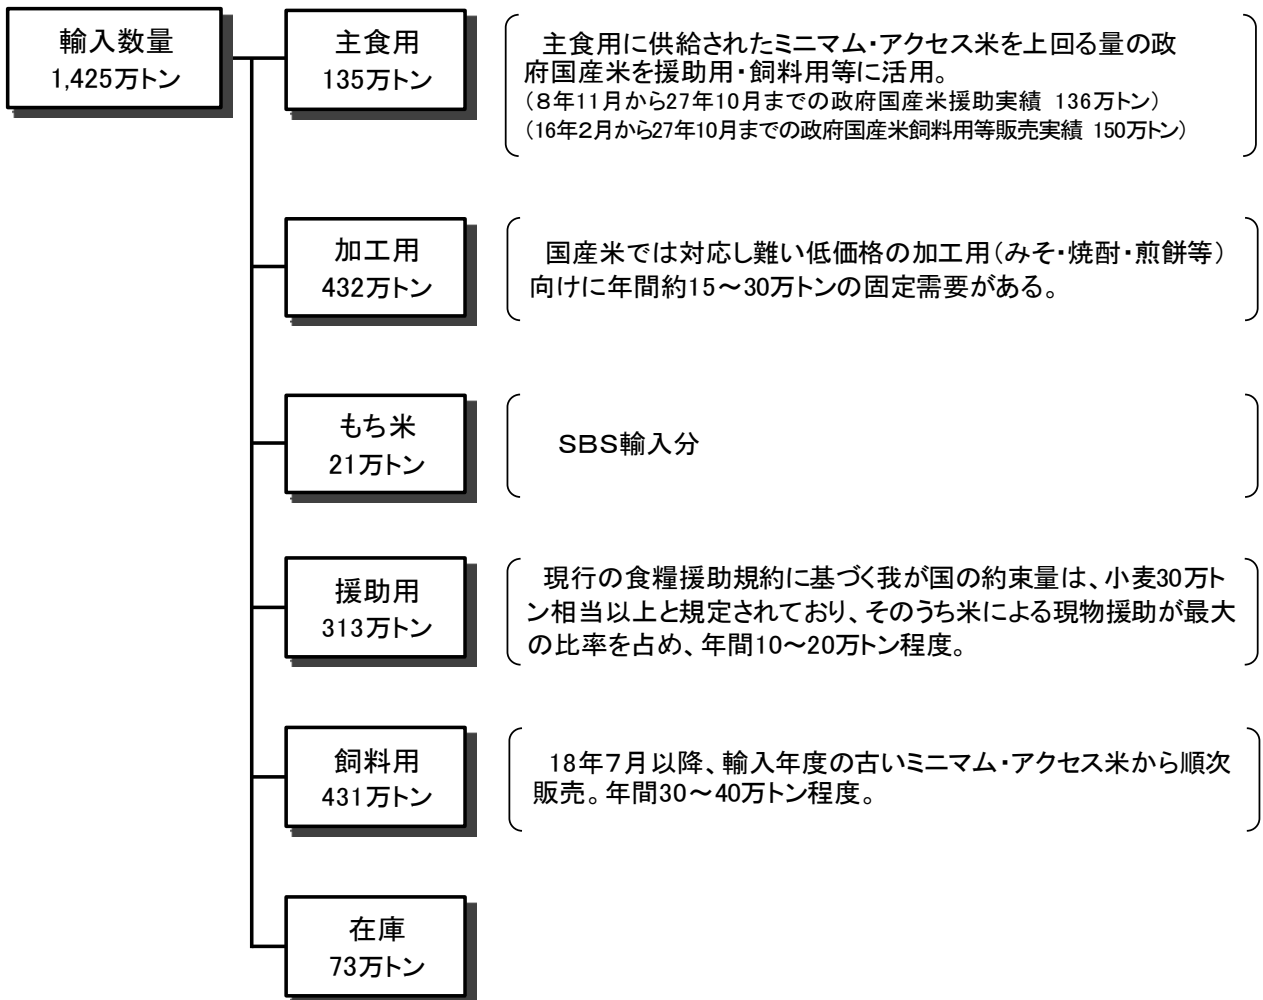 輸入数量
1,425万トン
主食用
135万トン
主食用に供給されたミニマム・アクセス米を上回る量の政
府国産米を援助用・飼料用等に活用。
(８年11月から27年10月までの政府国産米援助実績 136万トン)
(16年２月から27年10月までの政府国産米飼料用等販売実績 150万トン)
加工用
432万トン
国産米では対応し難い低価格の加工用(みそ・焼酎・煎餅等)
向けに年間約15～30万トンの固定需要がある。
もち米
21万トン
ＳＢＳ輸入分
援助用
313万トン
現行の食糧援助規約に基づく我が国の約束量は、小麦30万ト
ン相当以上と規定されており、そのうち米による現物援助が最大
の比率を占め、年間10～20万トン程度。
飼料用
431万トン
18年７月以降、輸入年度の古いミニマム・アクセス米から順次
販売。年間30～40万トン程度。
在庫
73万トン